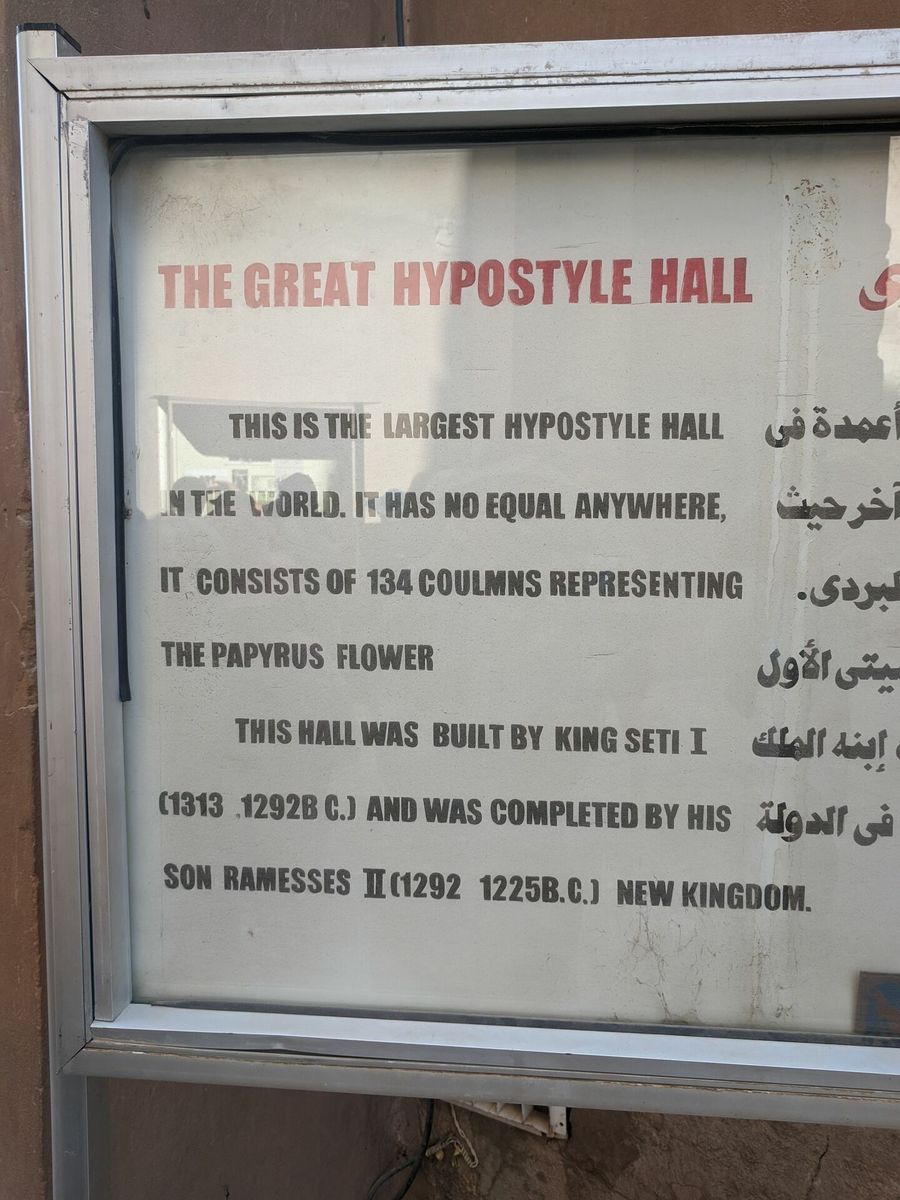 THE GREAT HYPOSTYLE HALL
THIS IS THE LARGEST HYPOSTYLE HALL
IN THE WORLD. IT HAS NO EQUAL ANYWHERE,
IT CONSISTS OF 134 COULMNS REPRESENTING
THE PAPYRUS FLOWER
THIS HALL WAS BUILT BY KING SETI I
(1313 .1292B C.) AND WAS COMPLETED BY HIS
SON RAMESSES II (1292 1225B.C.) NEW KINGDOM.
أعمدة فى
آخر حيث
الأول
إبنه الملك
فى الدولة